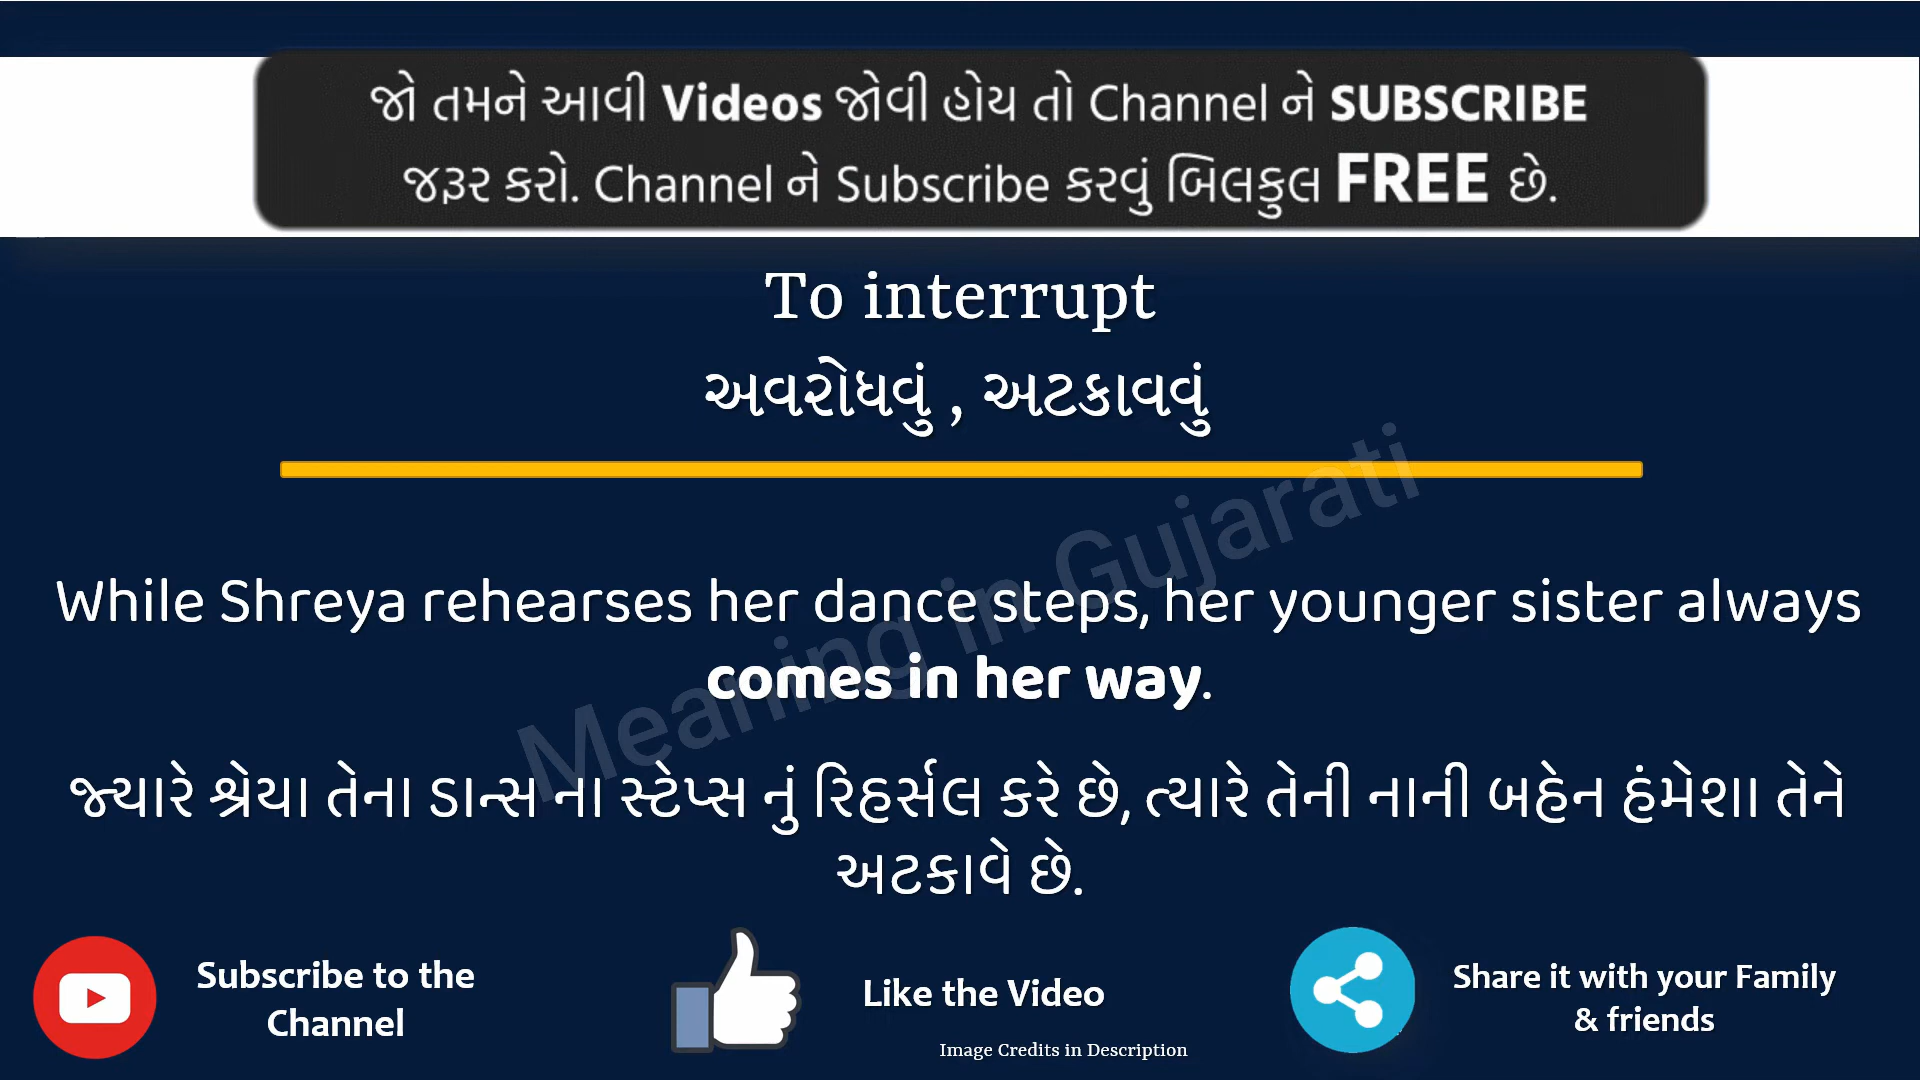 જો તમને આવી Videos જોવી હોય તો Channel ને SUBSCRIBE
જરૂર કરો. Channel ને Subscribe કરવું બિલકુલ FREE છે.
To interrupt
અવરોધવું , અટકાવવું
While Shreya rehearses her dance steps, her younger sister always
comes in her way.
જ્યારે શ્રેયા તેના ડાન્સ ના સ્ટેપ્સ નું રિહર્સલ કરે છે, ત્યારે તેની નાની બહેન હંમેશા તેને
અટકાવે છે.
Meaning in Gujarati
Subscribe to the
Channel
Like the Video
Share it with your Family
& friends
Image Credits in Description